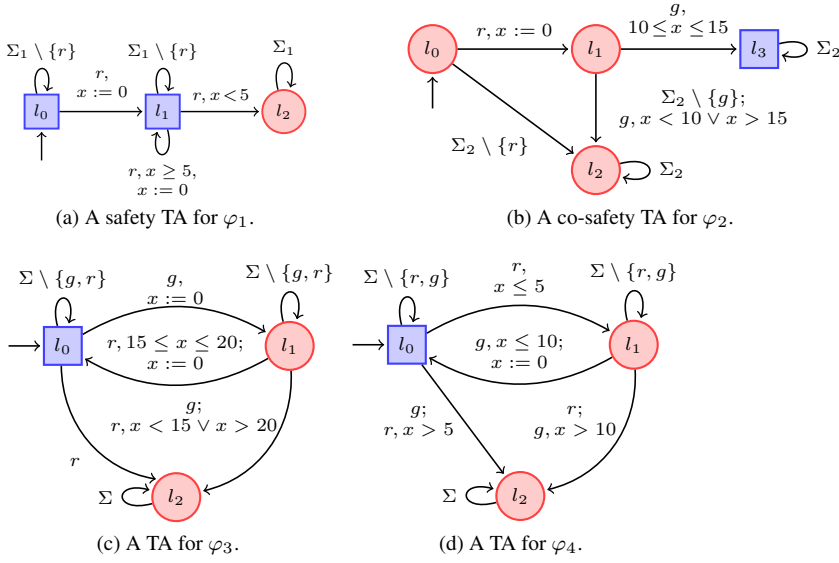 Σ₁ \ {r}
Σ₁ \ {r}
Σ₁
r,
x := 0
r, x < 5
l₀
l₁
l₂
r, x ≥ 5,
x := 0
(a) A safety TA for φ₁.
g,
10 ≤ x ≤ 15
r, x := 0
l₀
l₁
l₃
Σ₂
Σ₂ \ {g};
g, x < 10 ∨ x > 15
Σ₂ \ {r}
l₂
Σ₂
(b) A co-safety TA for φ₂.
Σ \ {g, r}
g,
x := 0
Σ \ {g, r}
l₀
r, 15 ≤ x ≤ 20;
x := 0
l₁
g;
r, x < 15 ∨ x > 20
r
Σ
l₂
(c) A TA for φ₃.
Σ \ {r, g}
r,
x ≤ 5
Σ \ {r, g}
l₀
g, x ≤ 10;
x := 0
l₁
g;
r, x > 5
r;
g, x > 10
Σ
l₂
(d) A TA for φ₄.